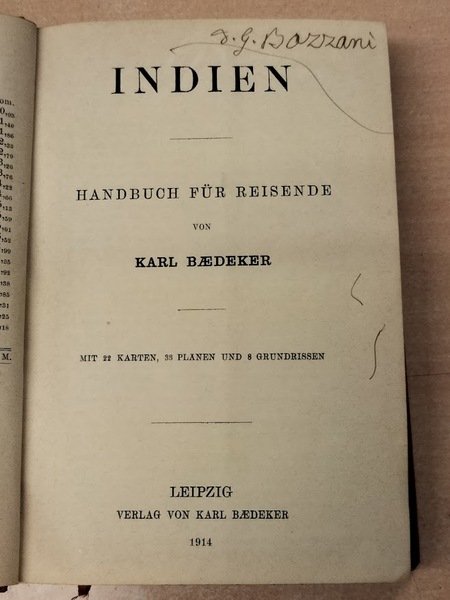 d. G. Bazzani
INDIEN
HANDBUCH FÜR REISENDE
VON
KARL BÆDEKER
MIT 22 KARTEN, 33 PLÄNEN UND 8 GRUNDRISSEN
LEIPZIG
VERLAG VON KARL BÆDEKER
1914